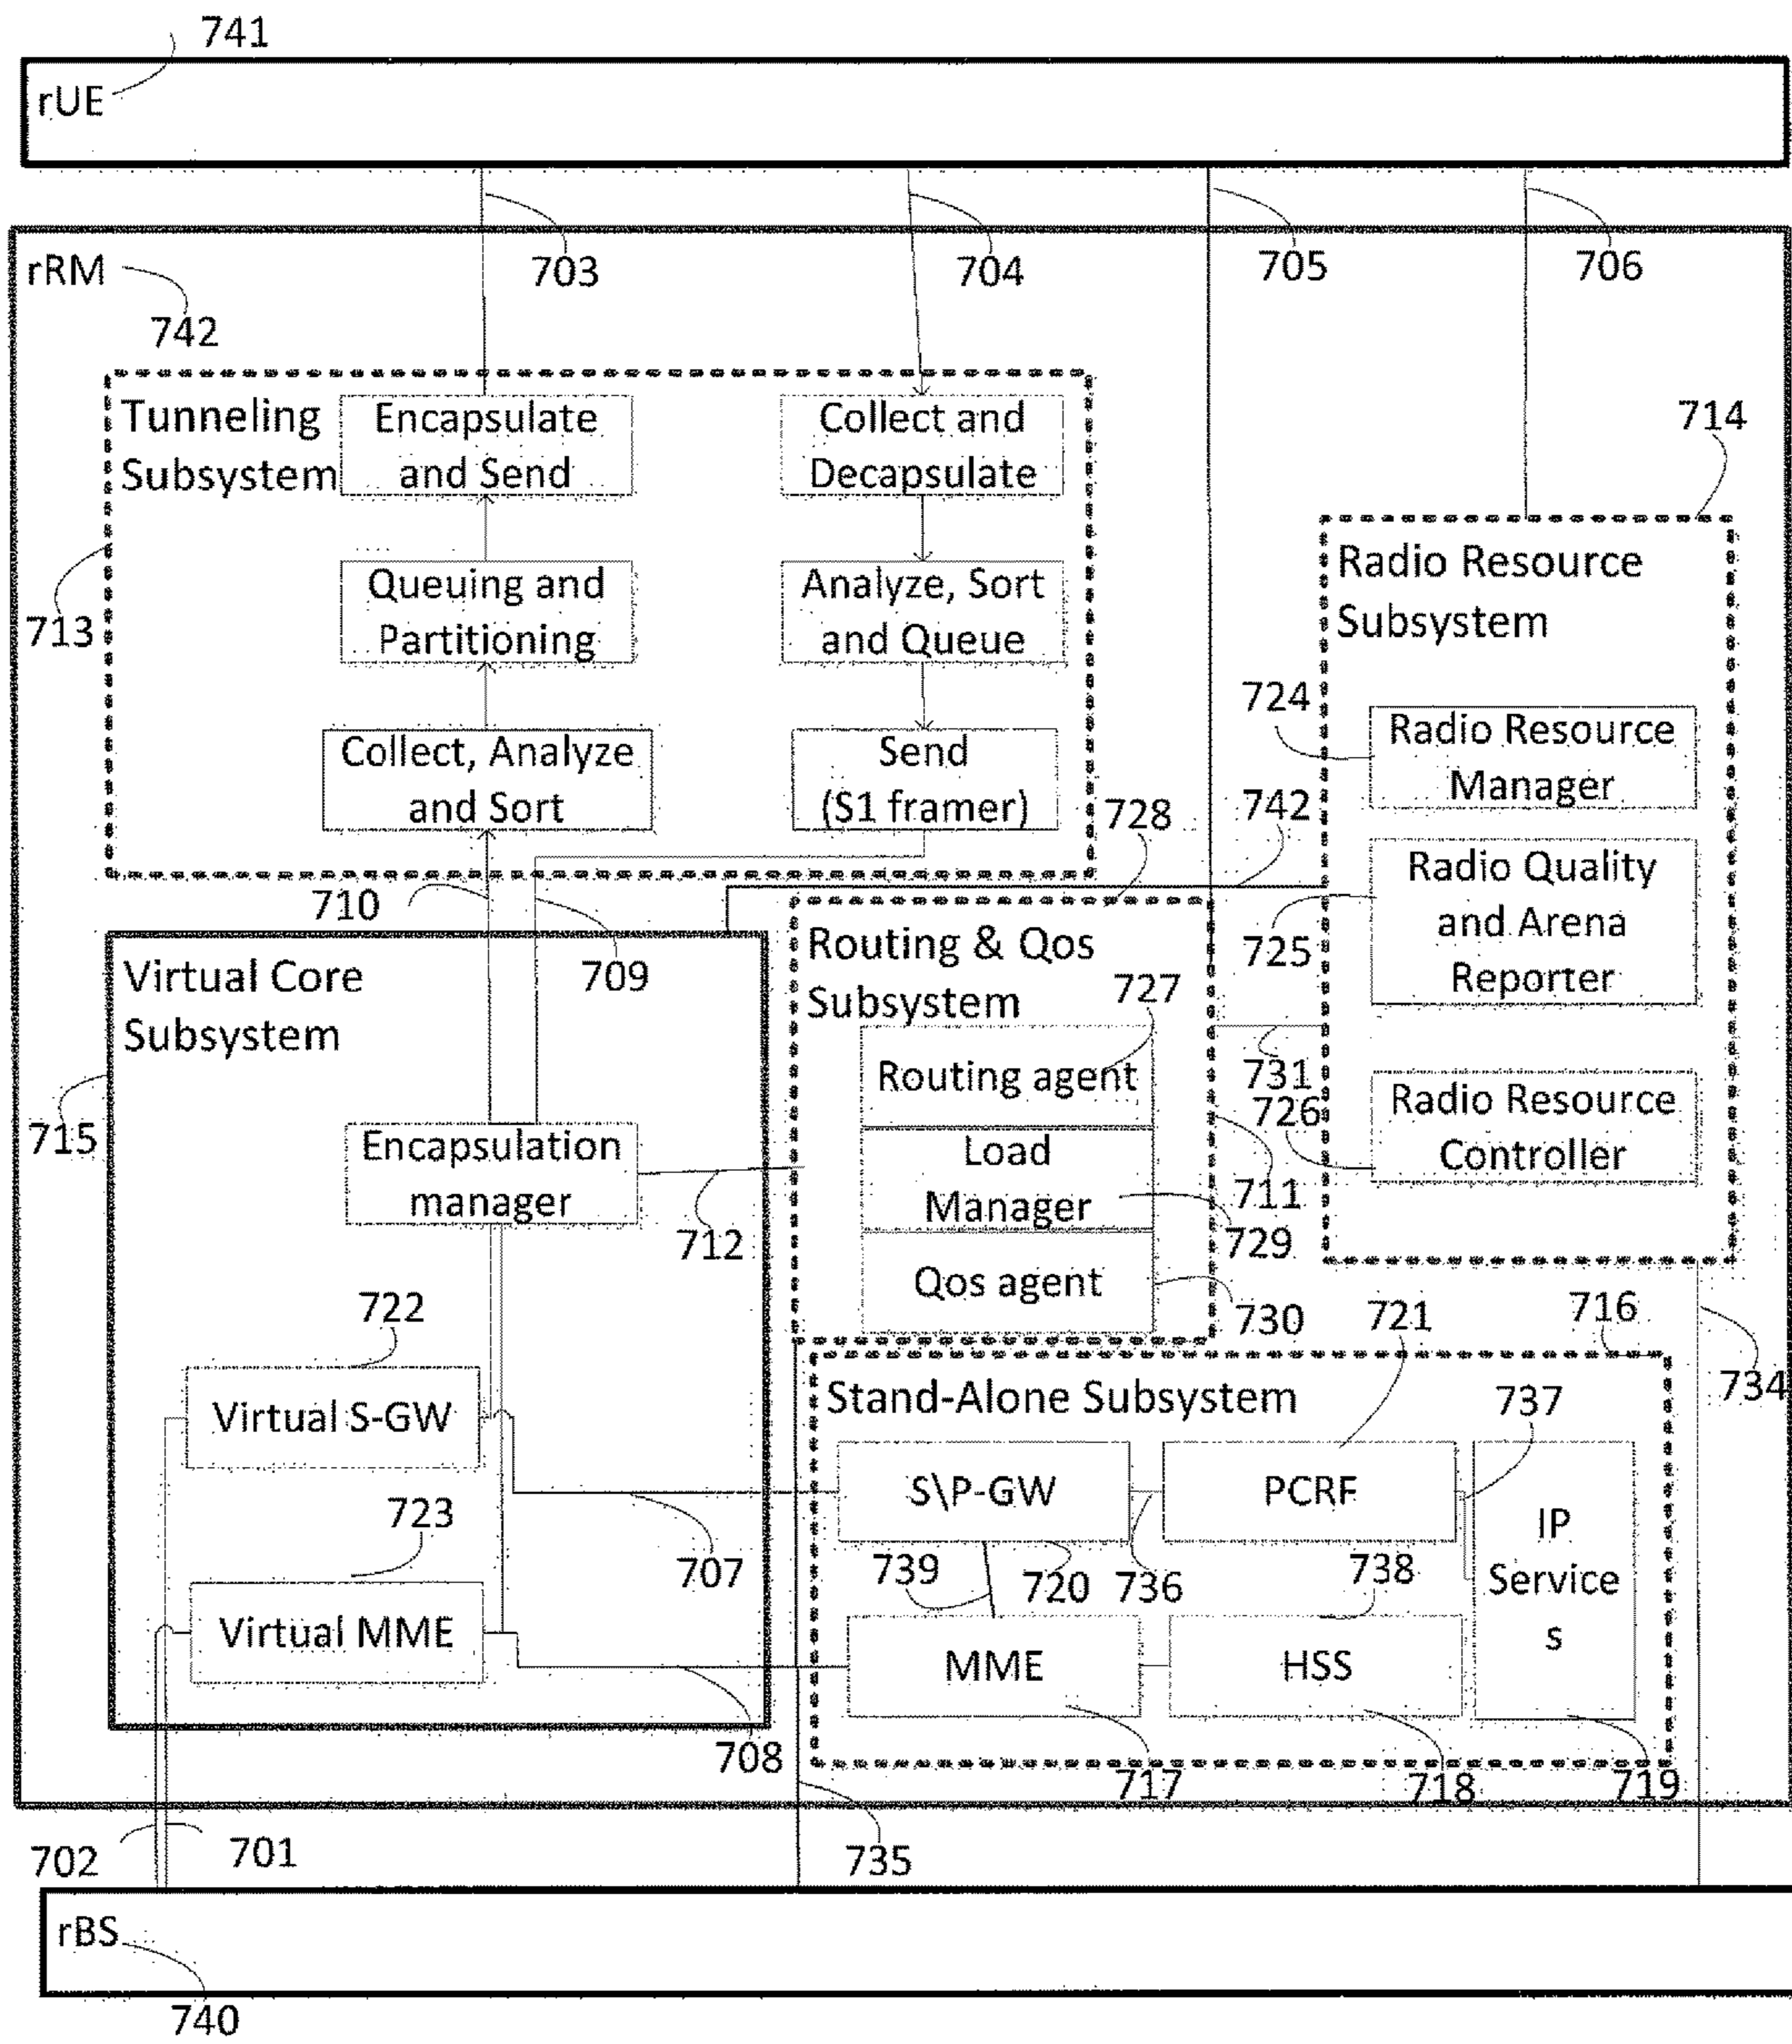 741
rUE
703
704
705
706
rRM
742
Tunneling
Subsystem
Encapsulate
and Send
Collect and
Decapsulate
714
713
Queuing and
Partitioning
Analyze, Sort
and Queue
Radio Resource
Subsystem
724
Radio Resource
Manager
Collect, Analyze
and Sort
Send
(S1 framer)
728
742
710
709
725
Radio Quality
and Arena
Reporter
Virtual Core
Subsystem
Routing & Qos
Subsystem
727
715
Encapsulation
manager
712
Routing agent
Load
Manager
Qos agent
731
726
711
729
730
Radio Resource
Controller
722
721
716
734
Virtual S-GW
Stand-Alone Subsystem
737
S\P-GW
PCRF
IP
Service
s
723
707
739
720
736
738
Virtual MME
MME
HSS
708
717
718
719
702
701
735
rBS
740